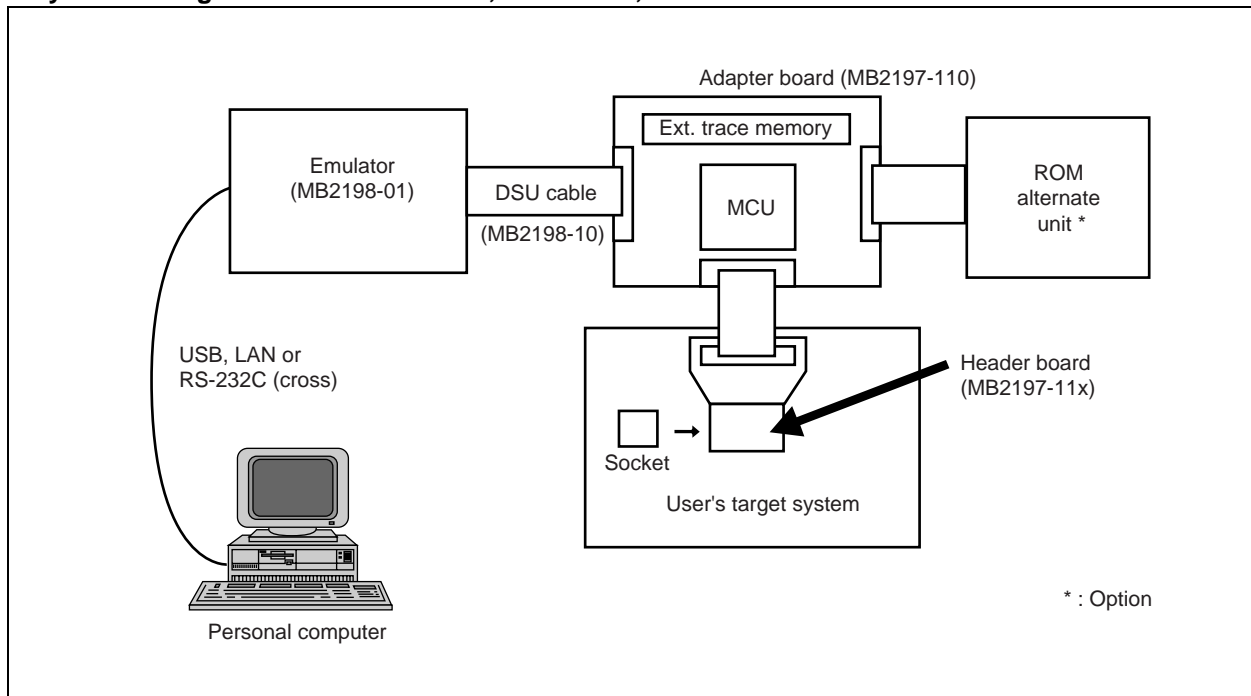 Adapter board (MB2197-110)
Ext. trace memory
Emulator
(MB2198-01)
DSU cable
(MB2198-10)
MCU
ROM
alternate
unit *
USB, LAN or
RS-232C (cross)
Header board
(MB2197-11x)
Socket
User's target system
Personal computer
* : Option